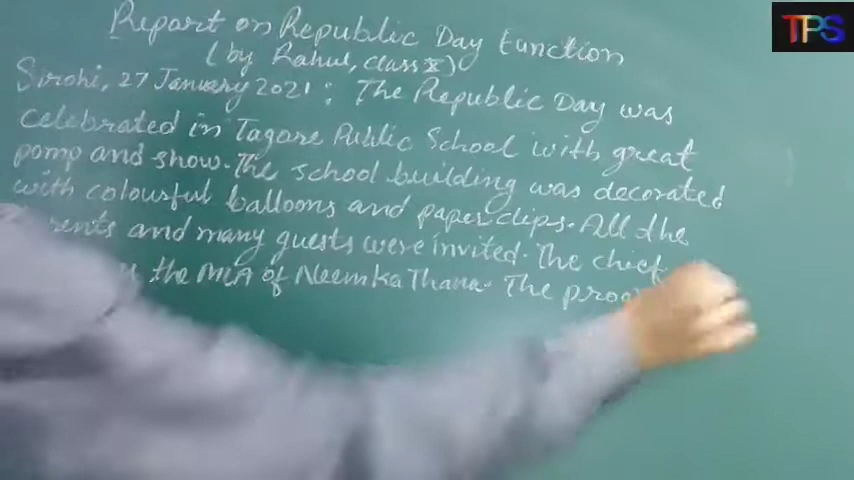 TPS
Report on Republic Day Function
(by Rahul, class X)
Sirohi, 27 January 2021 : The Republic Day was
celebrated in Tagore Public School with great
pomp and show. The school building was decorated
with colourful balloons and paper clips. All the
and many guests were invited. The chief
the MLA of Neem Ka Thana. The